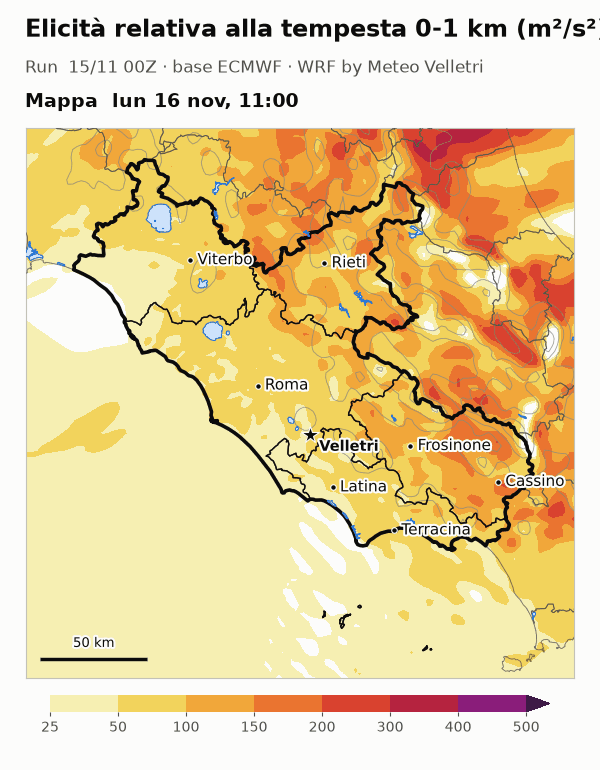 Elicità relativa alla tempesta 0-1 km (m²/s²)
Run  15/11 00Z · base ECMWF · WRF by Meteo Velletri
Mappa  lun 16 nov, 11:00
Viterbo
Rieti
Roma
Velletri
Frosinone
Cassino
Latina
Terracina
50 km
25 50 100 150 200 300 400 500